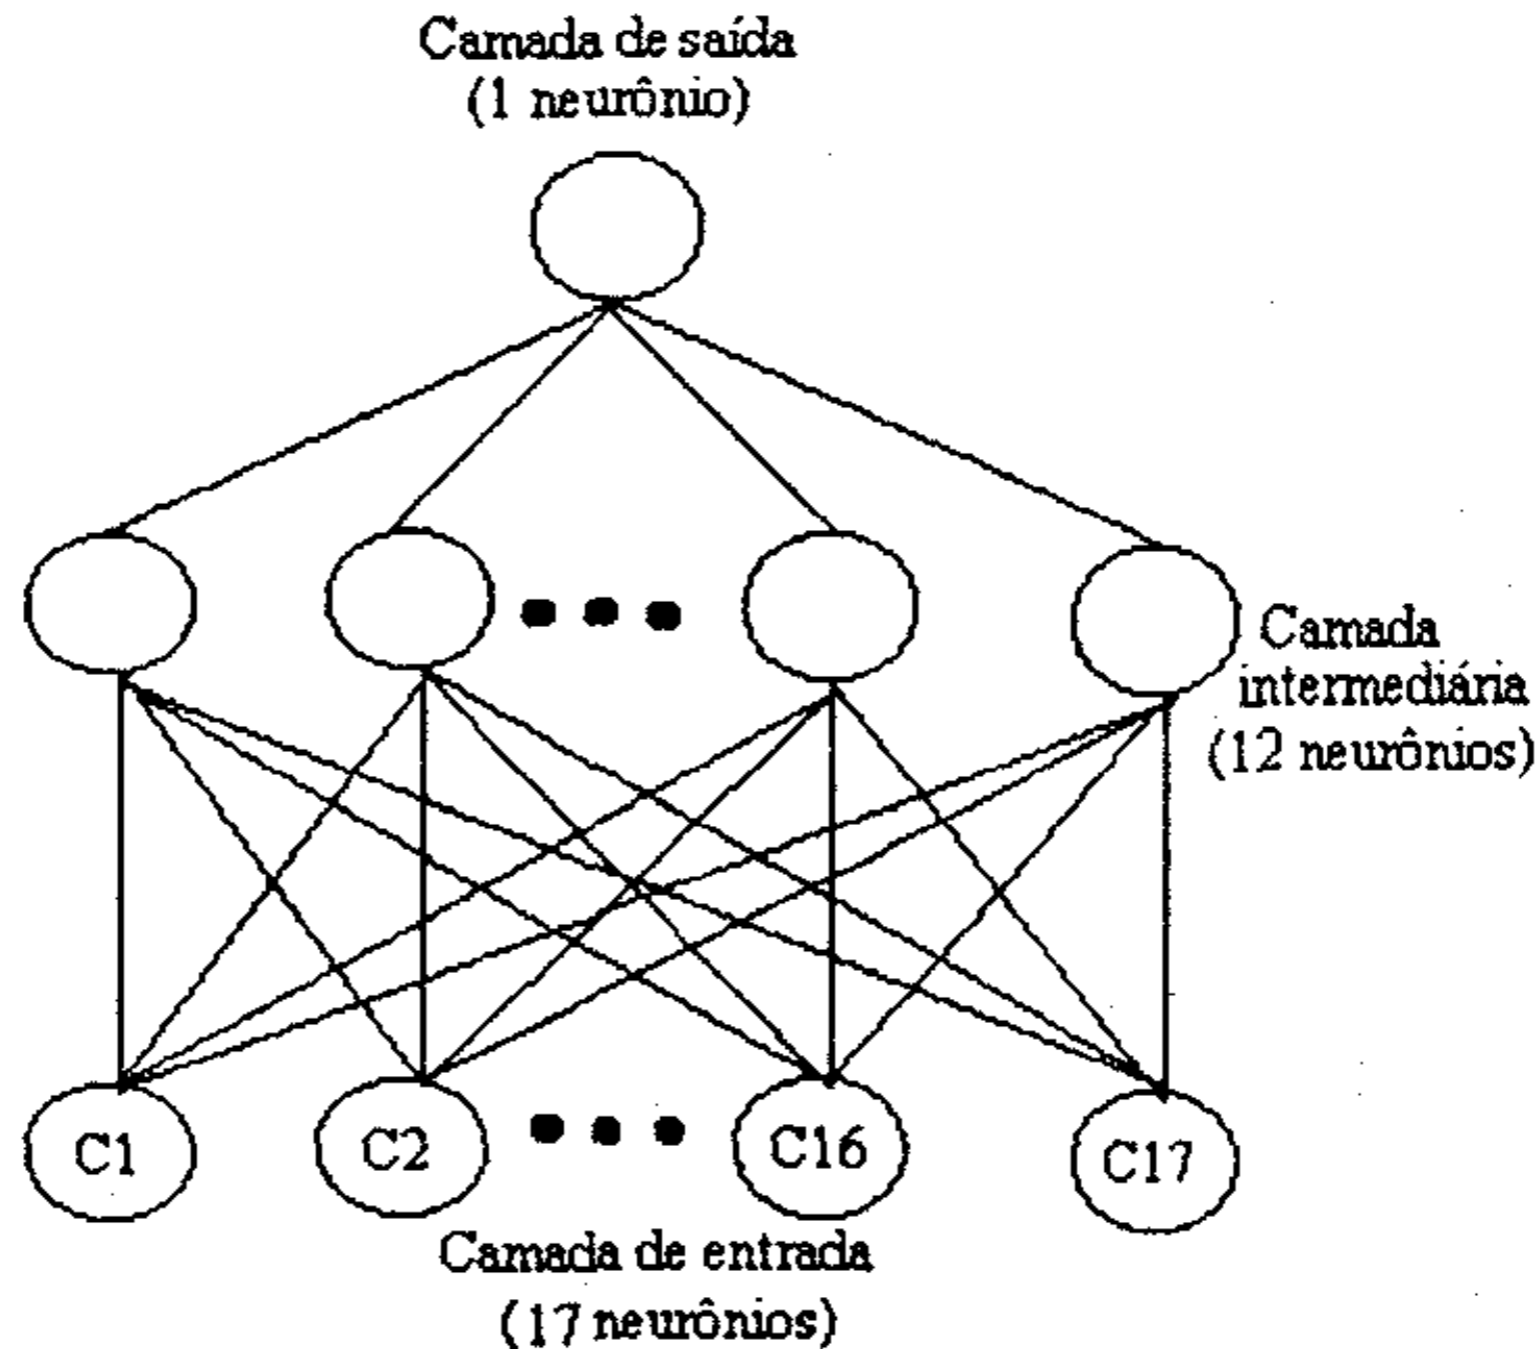 Camada de saída
(1 neurônio)
Camada
intermediária
(12 neurônios)
C1
C2
C16
C17
Camada de entrada
(17 neurônios)